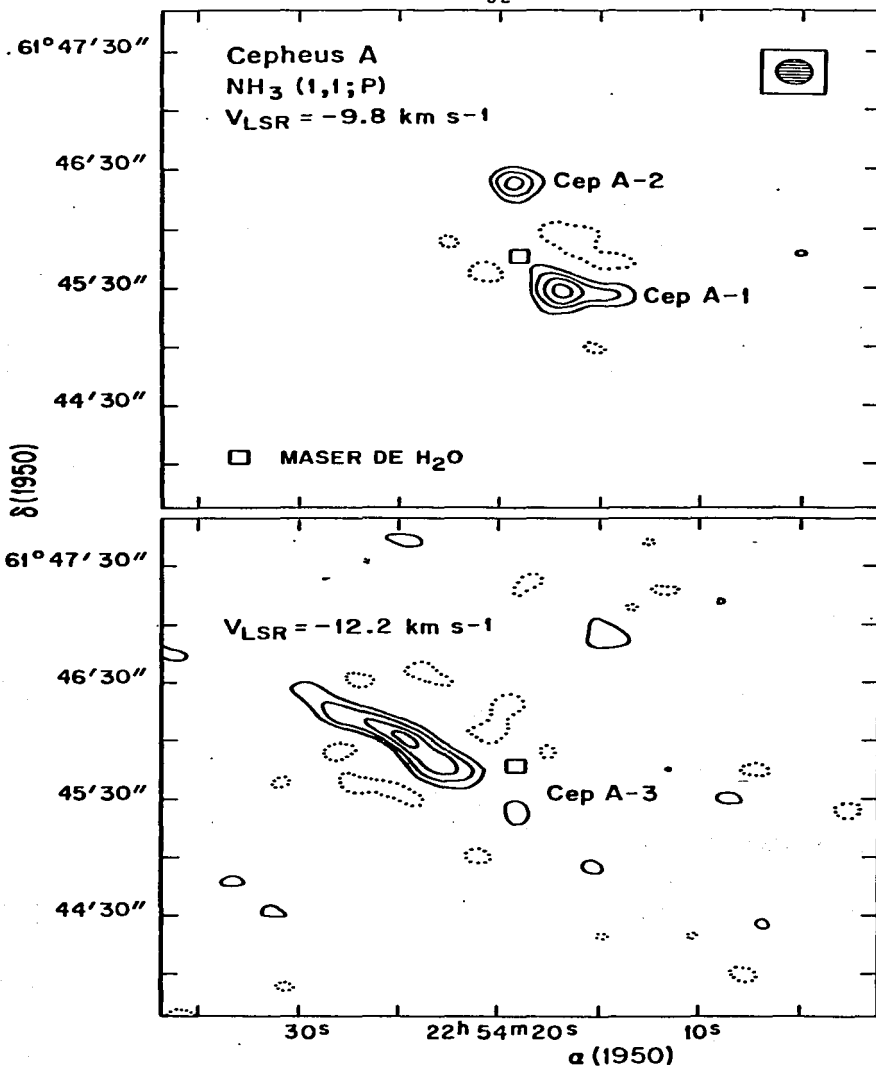 Cepheus A
NH₃ (1,1;P)
V_LSR = -9.8 km s-1
61° 47' 30"
46' 30"
45' 30"
44' 30"
Cep A-2
Cep A-1
MASER DE H₂O
δ (1950)
61° 47' 30"
46' 30"
45' 30"
44' 30"
V_LSR = -12.2 km s-1
Cep A-3
30ˢ
22ʰ 54ᵐ 20ˢ
10ˢ
α (1950)